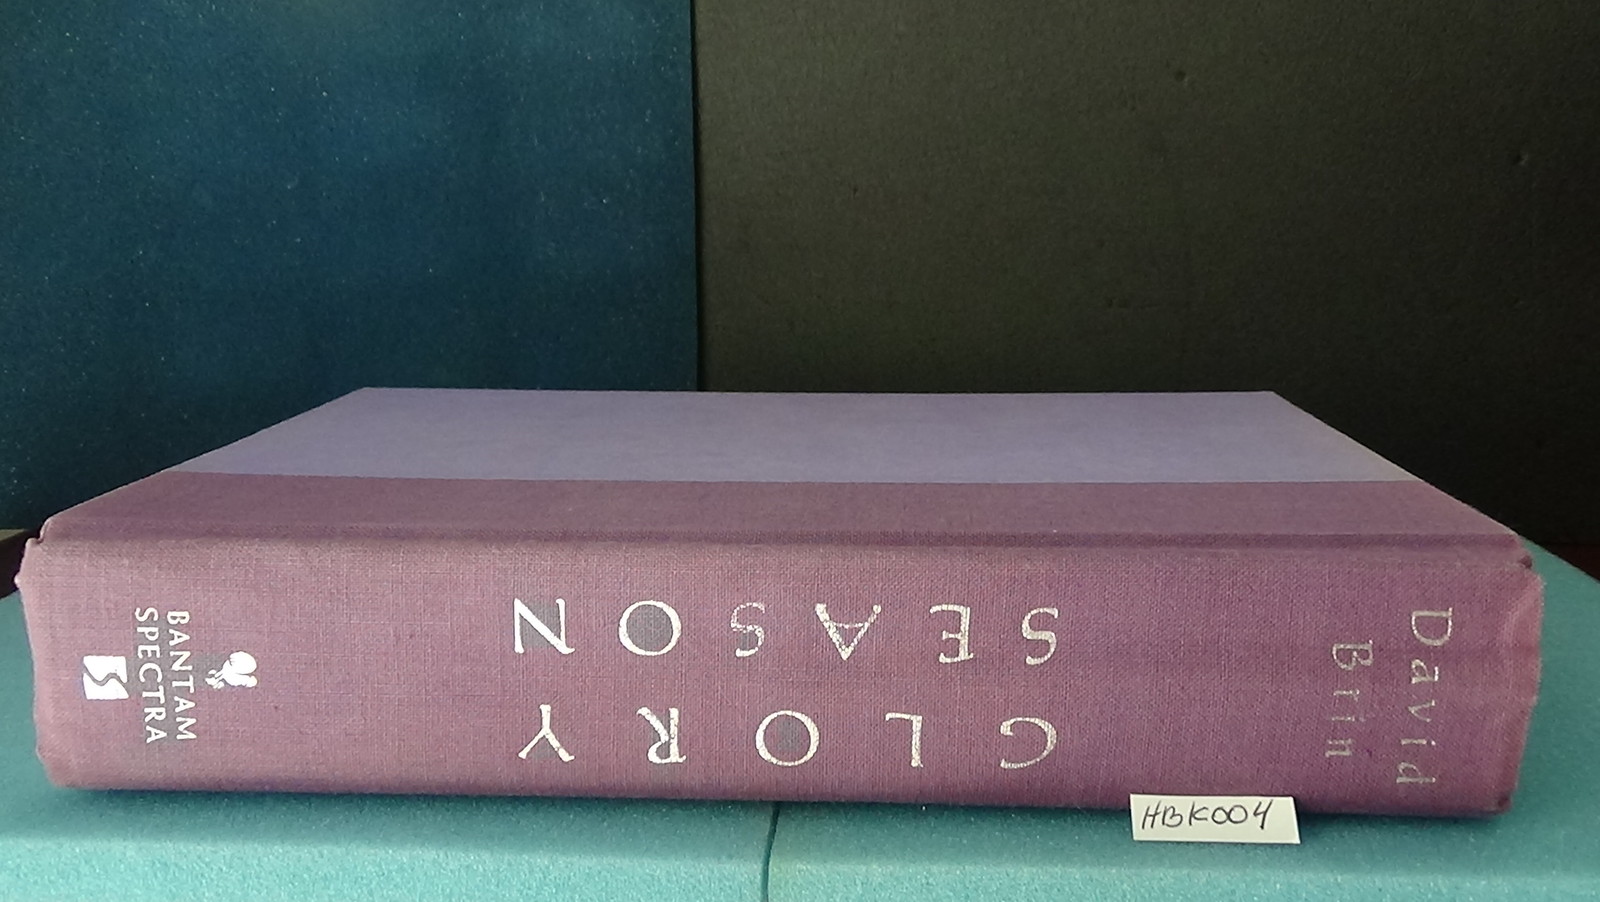 David
Brin
GLORY
SEASON
BANTAM
SPECTRA
HBK004